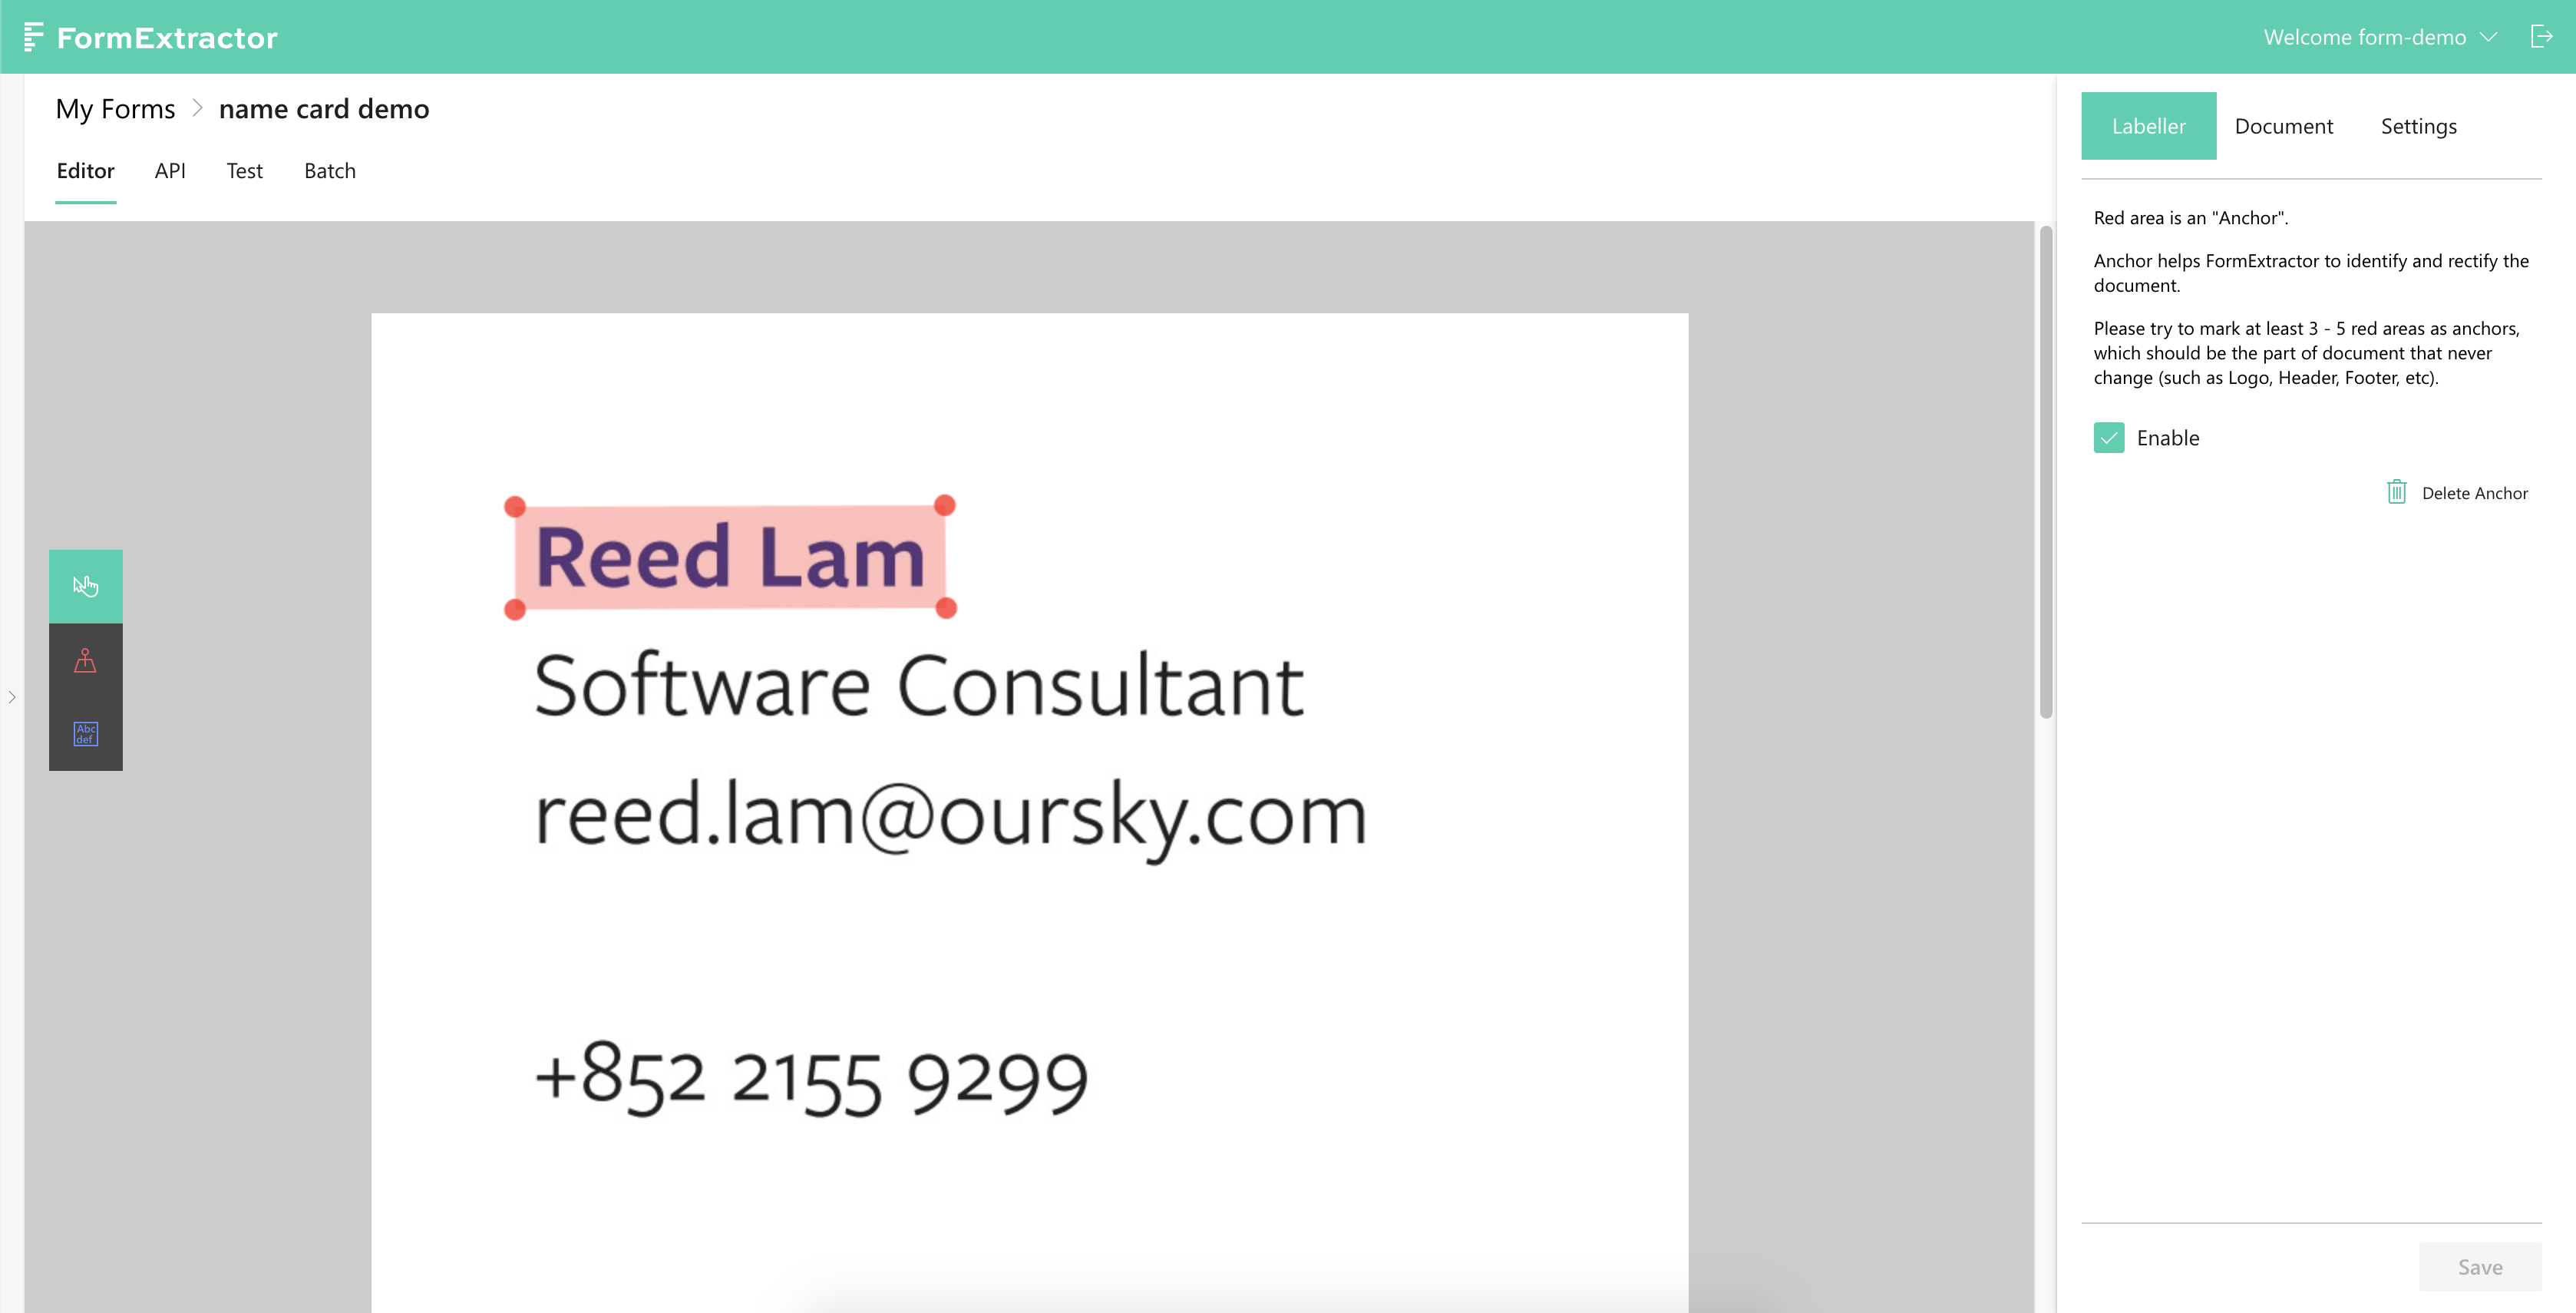 FormExtractor
Welcome form-demo
My Forms > name card demo
Editor API Test Batch
Labeller Document Settings
Red area is an "Anchor".
Anchor helps FormExtractor to identify and rectify the
document.
Please try to mark at least 3 - 5 red areas as anchors,
which should be the part of document that never
change (such as Logo, Header, Footer, etc).
Enable
Delete Anchor
Reed Lam
Software Consultant
reed.lam@oursky.com
+852 2155 9299
Abc
def
Save